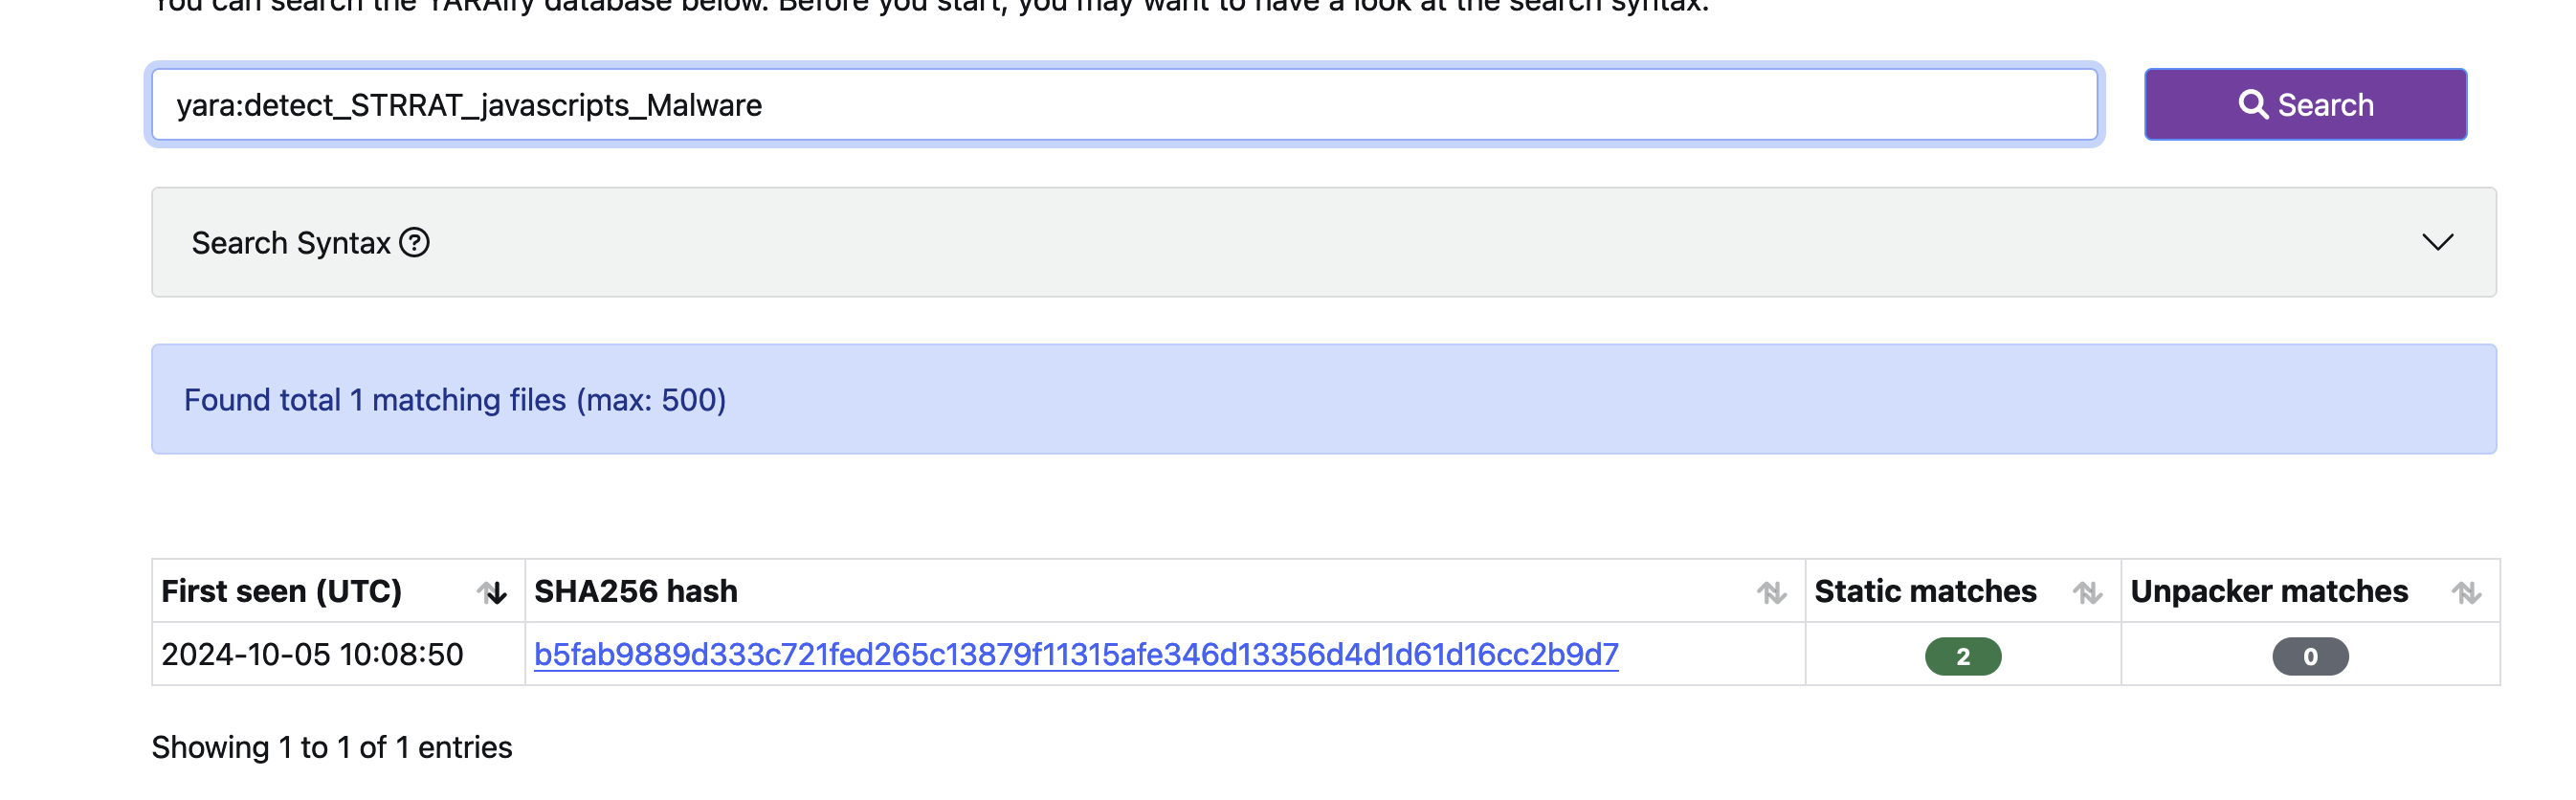 You can search the YARAify database below. Before you start, you may want to have a look at the search syntax.
yara:detect_STRRAT_javascripts_Malware
Search
Search Syntax
Found total 1 matching files (max: 500)
First seen (UTC) SHA256 hash Static matches Unpacker matches
2024-10-05 10:08:50 b5fab9889d333c721fed265c13879f11315afe346d13356d4d1d61d16cc2b9d7 2 0
Showing 1 to 1 of 1 entries